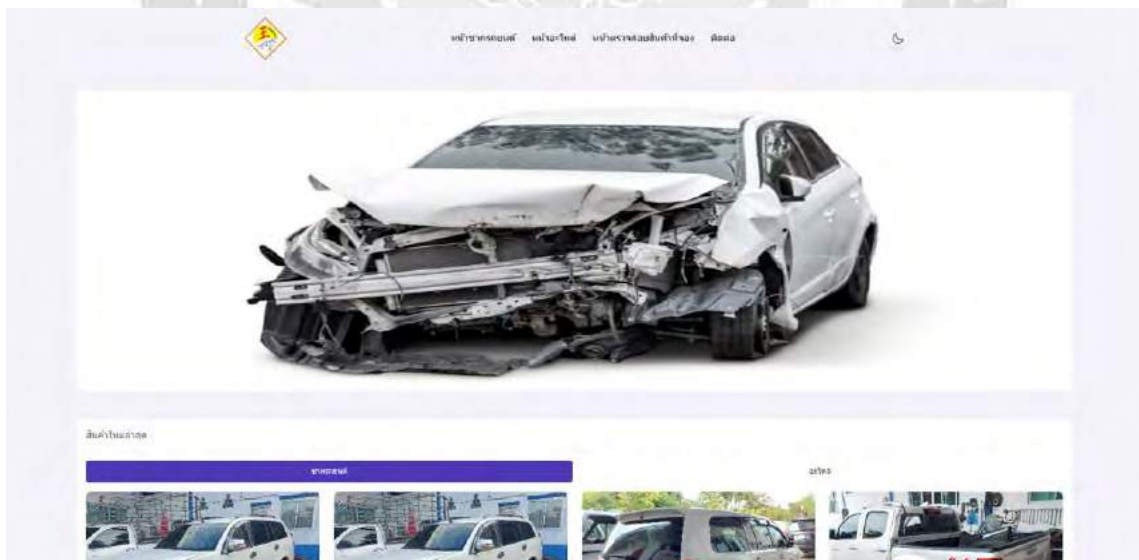 หน้าซากรถยนต์ หน้าอะไหล่ หน้าตรวจสอบสินค้าที่จอง ติดต่อ
สินค้าใหม่ล่าสุด
ซากรถยนต์ อะไหล่